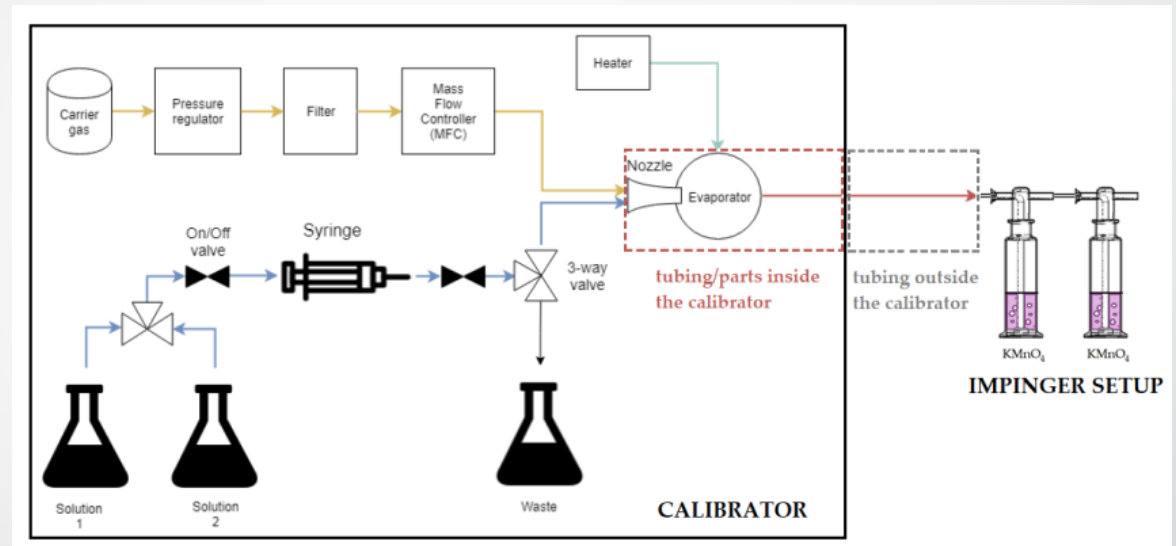 Carrier
gas
Pressure
regulator
Filter
Mass
Flow
Controller
(MFC)
Heater
Nozzle
Evaporator
On/Off
valve
Syringe
3-way
valve
tubing/parts inside
the calibrator
tubing outside
the calibrator
KMnO₄
KMnO₄
IMPINGER SETUP
Solution
1
Solution
2
Waste
CALIBRATOR